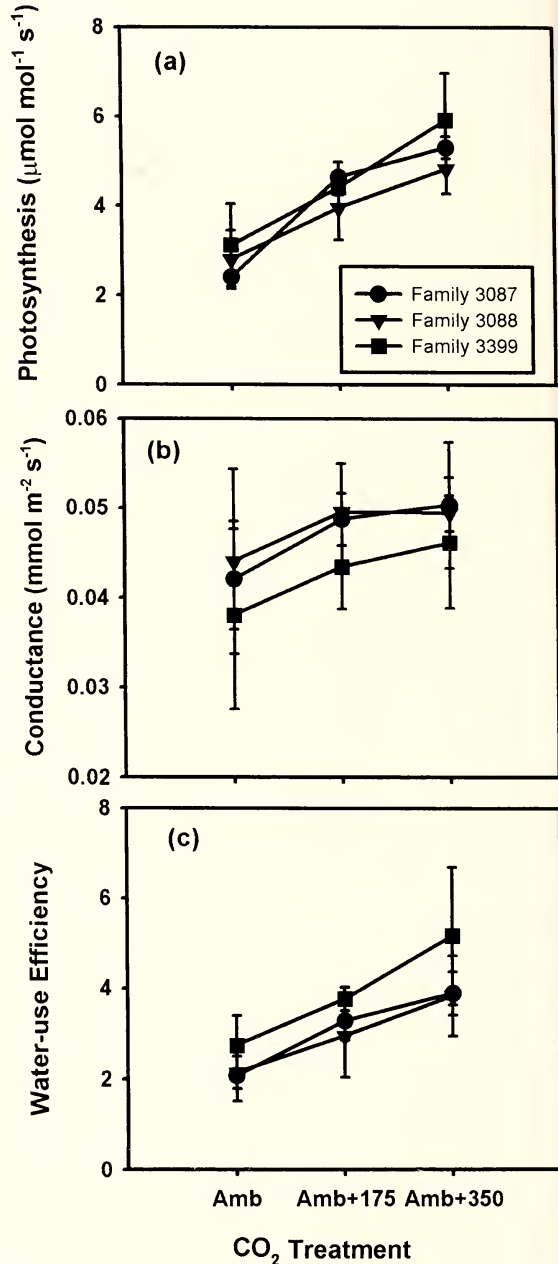 8
(a)
6
4
2
0
Photosynthesis (μmol mol⁻¹ s⁻¹)
Family 3087
Family 3088
Family 3399
0.06
(b)
0.05
0.04
0.03
0.02
Conductance (mmol m⁻² s⁻¹)
8
(c)
6
4
2
0
Water-use Efficiency
Amb Amb+175 Amb+350
CO₂ Treatment